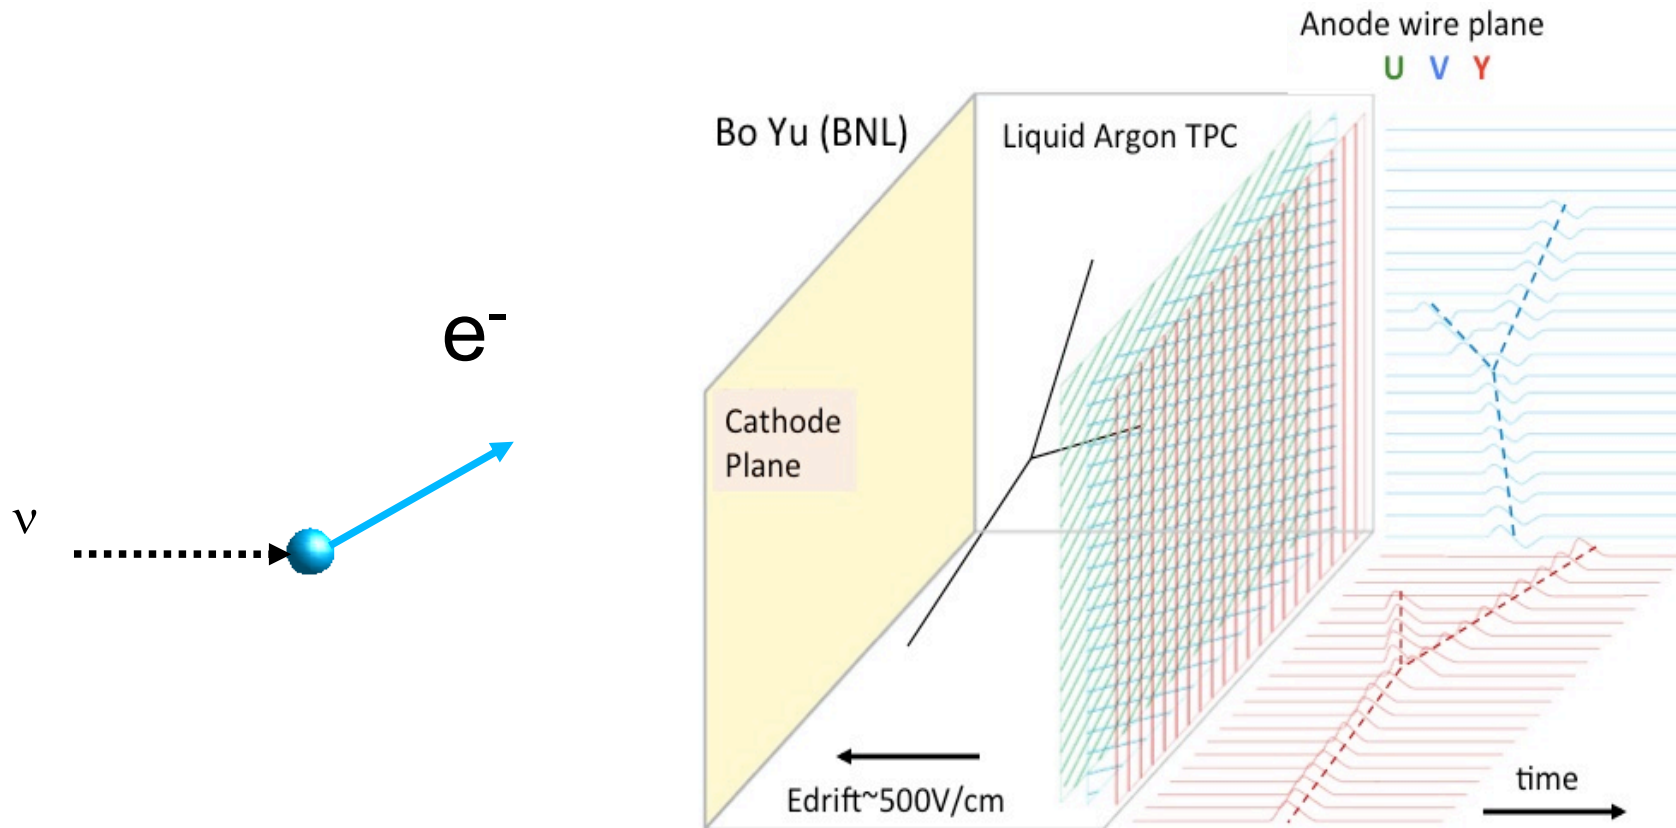 Anode wire plane
U V Y
Bo Yu (BNL)
Liquid Argon TPC
e-
Cathode
Plane
ν
Edrift~500V/cm
time